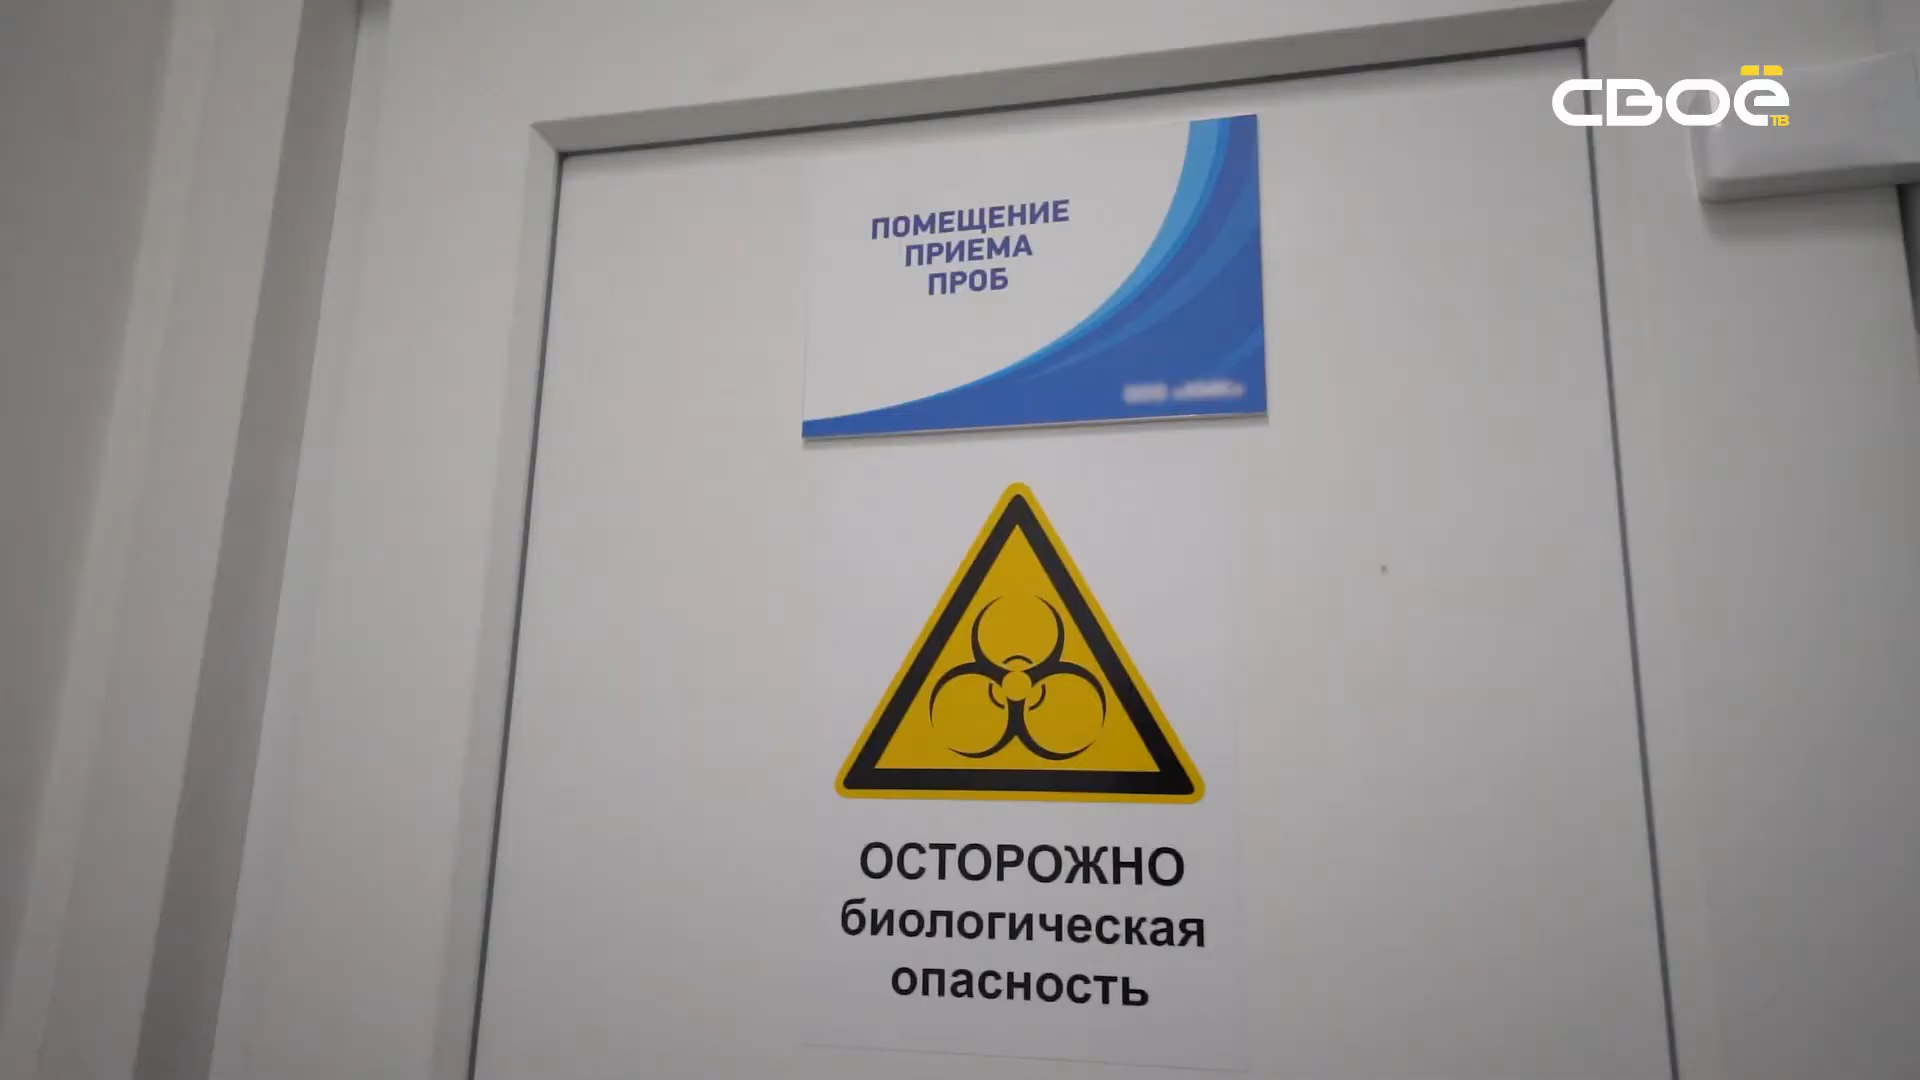 СВОЁ
ТВ
ПОМЕЩЕНИЕ
ПРИЕМА
ПРОБ
ОСТОРОЖНО
биологическая
опасность